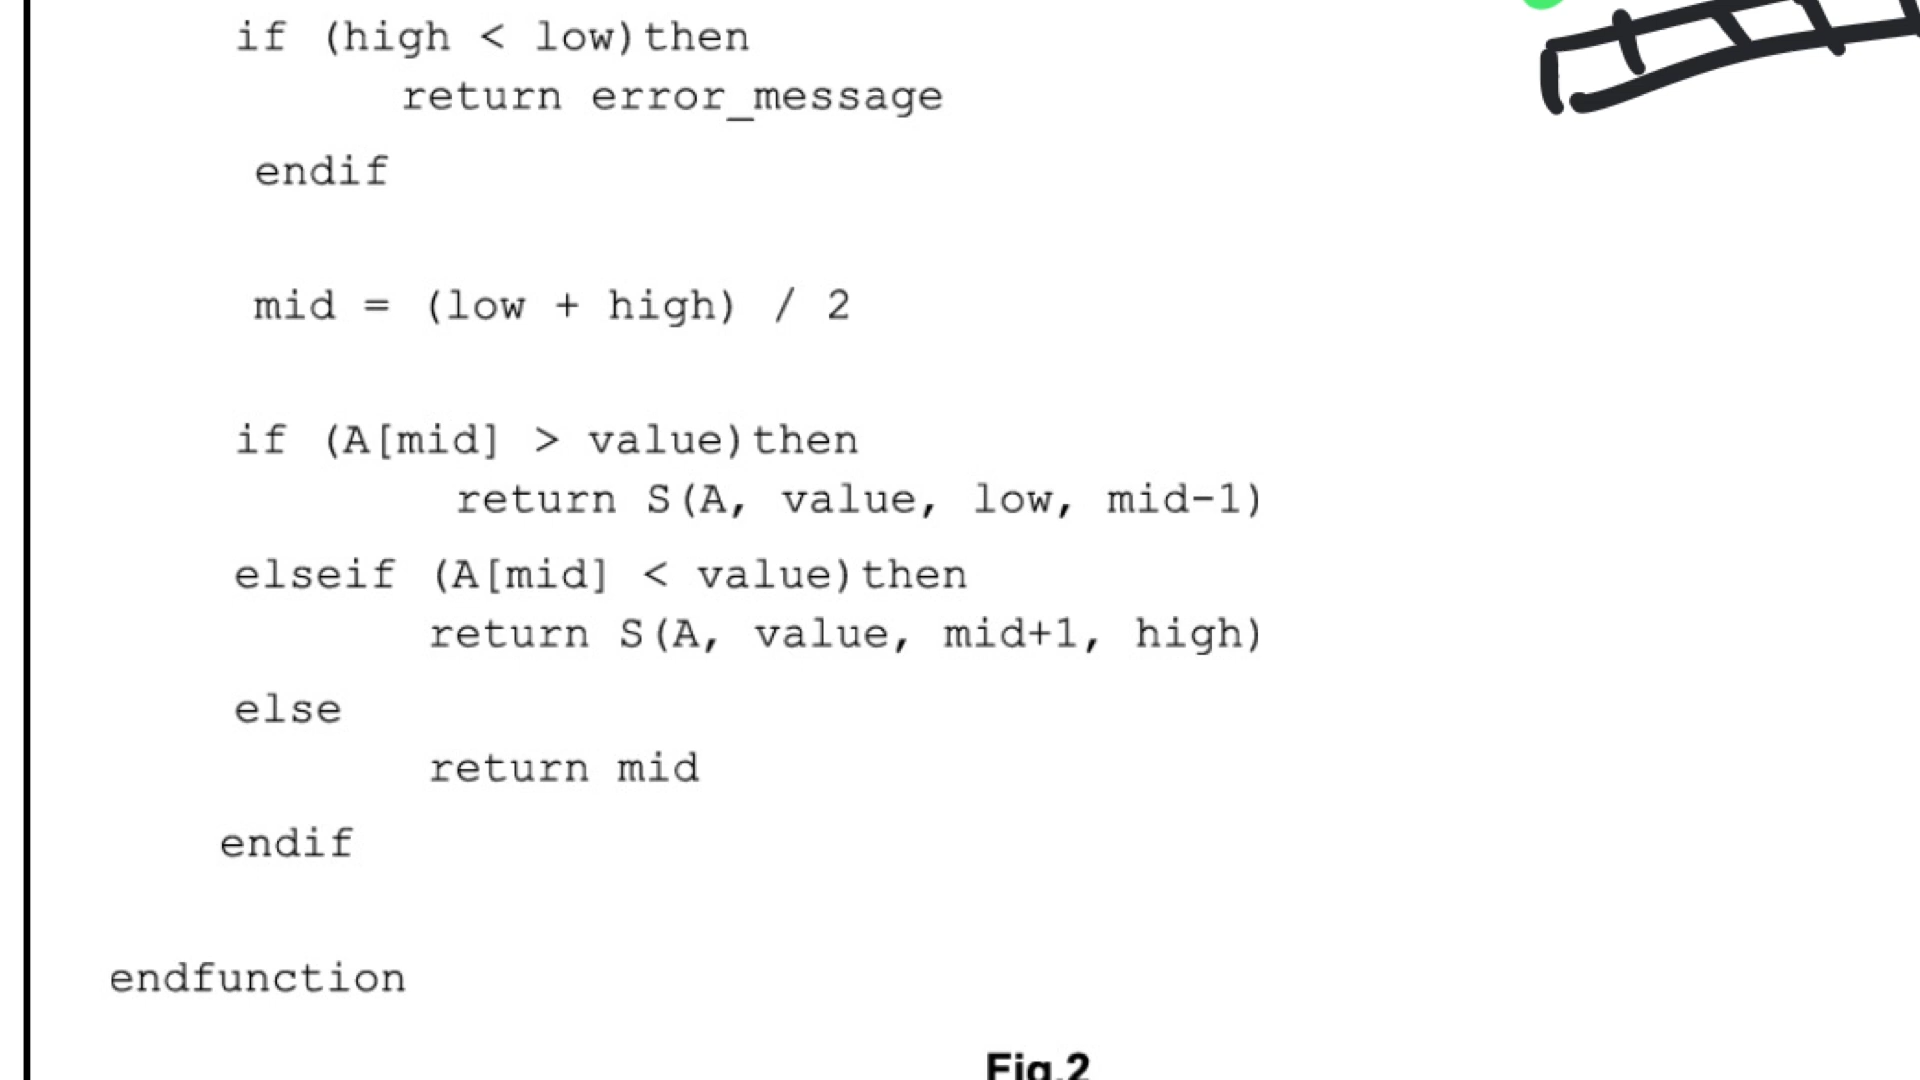 if (high < low)then
return error_message
endif
mid = (low + high) / 2
if (A[mid] > value)then
return S(A, value, low, mid-1)
elseif (A[mid] < value)then
return S(A, value, mid+1, high)
else
return mid
endif
endfunction
Fig.2